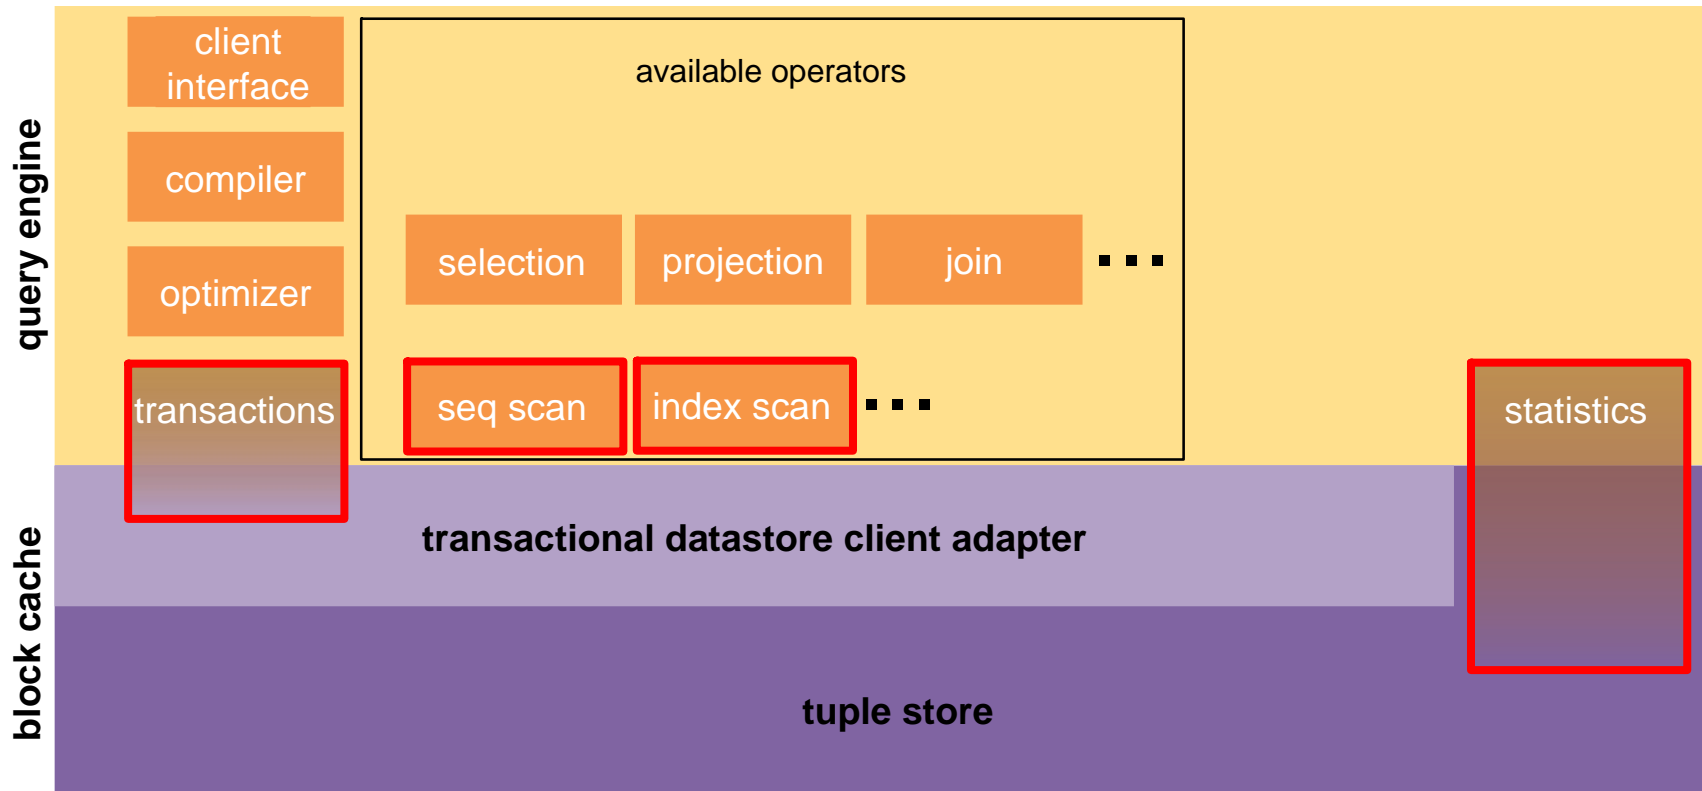 client
interface
available operators
query engine
compiler
selection
projection
join
optimizer
transactions
seq scan
index scan
statistics
transactional datastore client adapter
block cache
tuple store